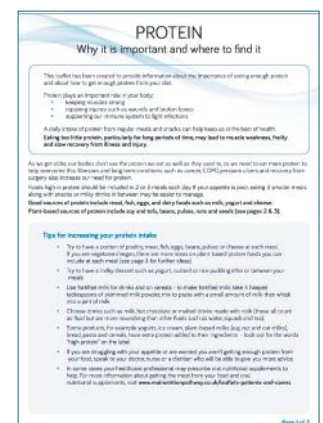 PROTEIN
Why it is important and where to find it
This leaflet has been created to provide information about the importance of eating enough protein
and about how to get enough protein from your diet.
Protein plays an important role in your body:
• keeping muscles strong
• repairing injuries such as wounds and broken bones
• supporting our immune system to fight infections
A daily intake of protein from regular meals and snacks can help keep us in the best of health.
Eating too little protein, particularly for long periods of time, may lead to muscle weakness, frailty
and slow recovery from illness and injury.
As we get older, our bodies don't use the protein we eat as well as they used to, so we need to eat more protein to
help overcome this. Illnesses and long term conditions such as cancer, COPD, pressure ulcers and recovery from
surgery also increase our need for protein.
Foods high in protein should be included in 2 or 3 meals each day. If your appetite is poor, eating 3 smaller meals
along with snacks or milky drinks in between may be easier to manage.
Good sources of protein include meat, fish, eggs, and dairy foods such as milk, yogurt and cheese.
Plant-based sources of protein include soy and tofu, beans, pulses, nuts and seeds (see pages 2 & 3).
Tips for increasing your protein intake
• Try to have a portion of poultry, meat, fish, eggs, beans, pulses or cheese at each meal.
If you are vegetarian/vegan, there are more ideas on plant based protein foods you can
include at each meal (see page 3 for further ideas)
• Try to have a milky dessert such as yogurt, custard or rice pudding after or between your
meals
• Use fortified milk for drinks and on cereals - to make fortified milk take 4 heaped
tablespoons of skimmed milk powder, mix to paste with a small amount of milk then whisk
into a pint of milk
• Choose drinks such as milk, hot chocolate or malted drinks made with milk (these all count
as fluid but are more nourishing than other fluids such as water, squash and tea)
• Some products, for example yogurts, ice cream, plant-based milks (e.g. nut and oat milks),
bread, pasta and cereals, have extra protein added to their ingredients - look out for the words
'high protein' on the label
• If you are struggling with your appetite or are worried you aren't getting enough protein from
your food, speak to your doctor, nurse or a dietitian who will be able to give you more advice.
• In some cases your healthcare professional may prescribe oral nutritional supplements to
help. For more information about getting the most from your food and oral
nutritional supplements, visit www.malnutritionpathway.co.uk/leaflets-patients-and-carers
Page 1 of 3